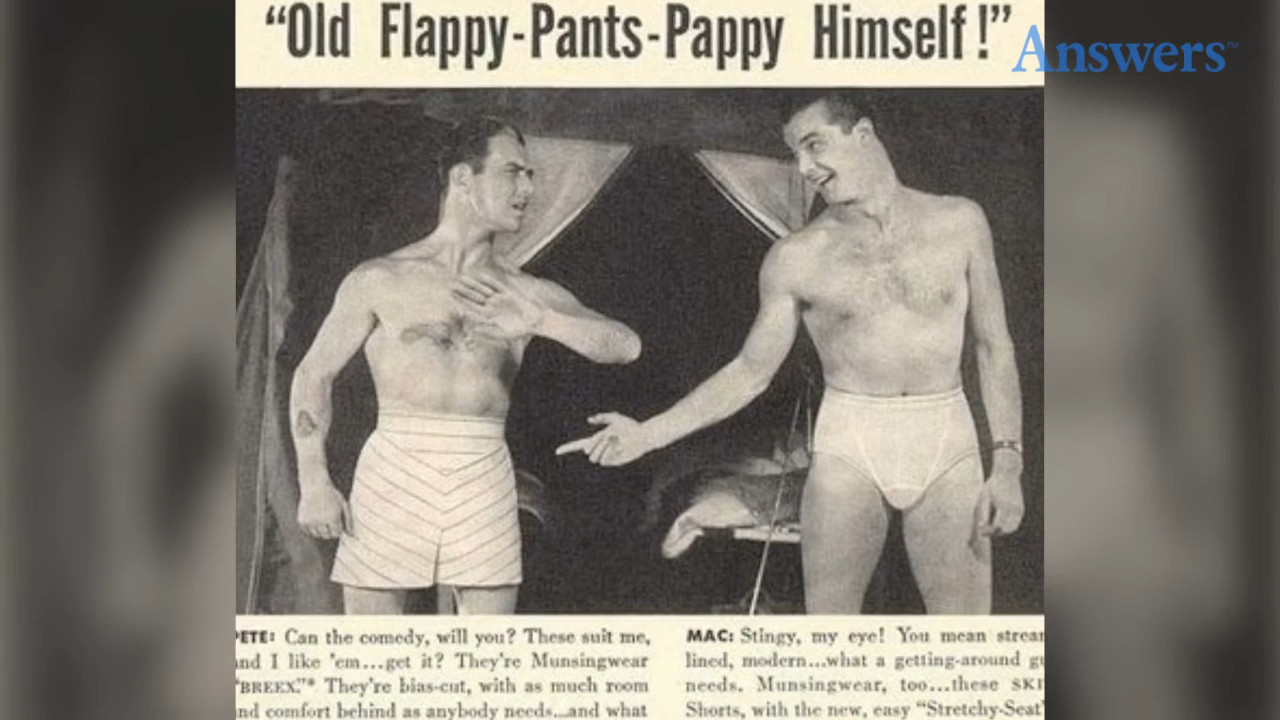 "Old Flappy-Pants-Pappy Himself!"
Answers™
ETE: Can the comedy, will you? These suit me,
nd I like 'em...get it? They're Munsingwear
"BREEX."* They're bias-cut, with as much room
nd comfort behind as anybody needs...and what
MAC: Stingy, my eye! You mean strea
lined, modern...what a getting-around g
needs. Munsingwear, too...these SKI
Shorts, with the new, easy "Stretchy-Seat"